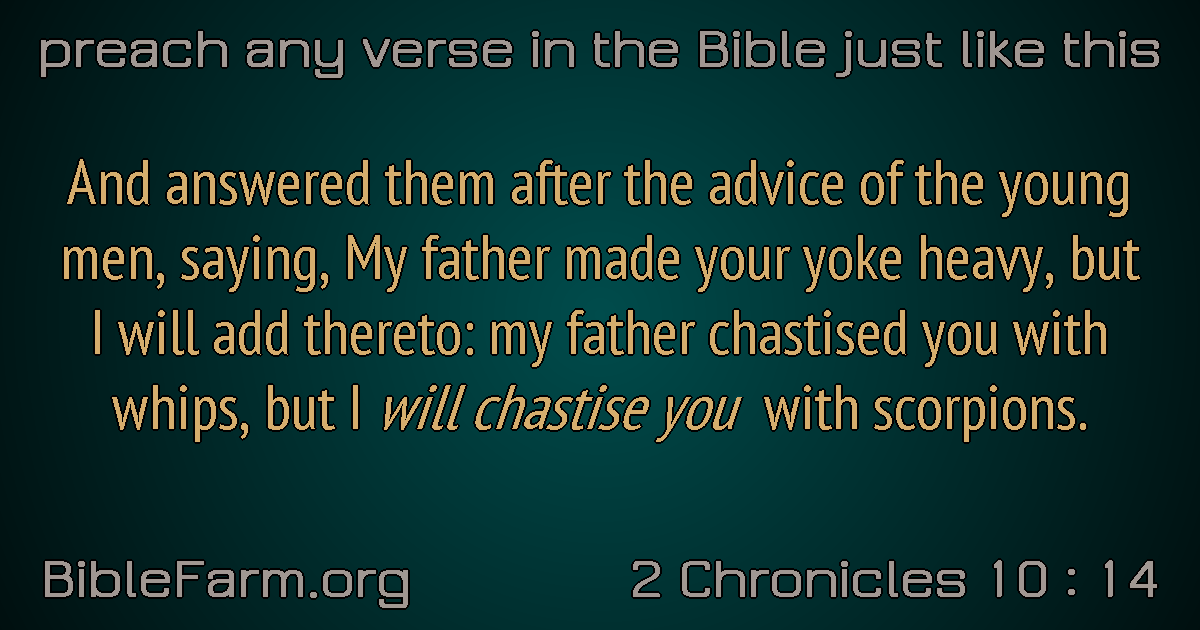 preach any verse in the Bible just like this
And answered them after the advice of the young
men, saying, My father made your yoke heavy, but
I will add thereto: my father chastised you with
whips, but I will chastise you with scorpions.
BibleFarm.org
2 Chronicles 10 : 14